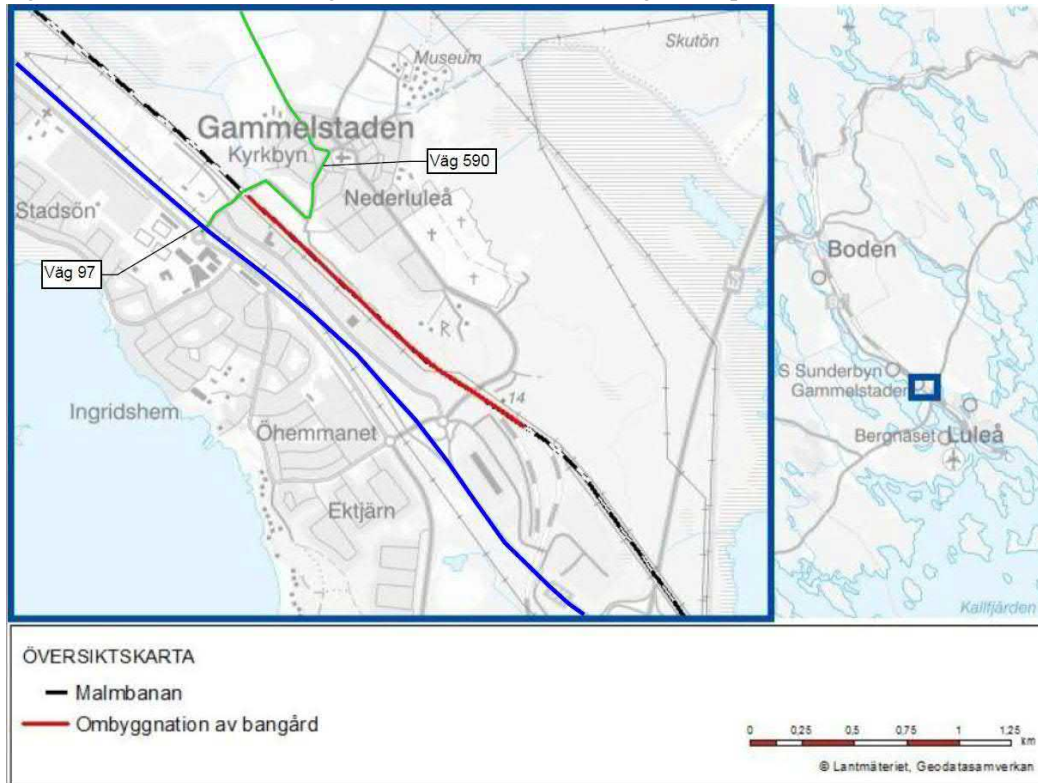 Museum
Skutön
Gammelstaden
Kyrkbyn
Väg 590
Nederluleå
Stadsön
Väg 97
R
14
Ingridshem
Öhemmanet
Ektjärn
E4
Boden
S Sunderbyn
Gammelstaden
Bergnäset
Luleå
Kallfjärden
ÖVERSIKTSKARTA
Malmbanan
Ombyggnation av bangård
0 0,25 0,5 0,75 1 1,25
km
© Lantmäteriet, Geodatasamverkan